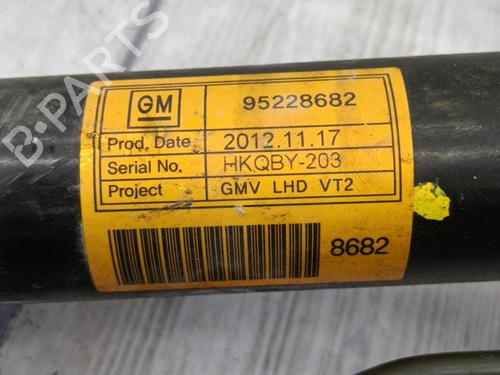 GM 95228682
Prod. Date 2012.11.17
Serial No. HKQBY-203
Project GMV LHD VT2
8682
B-PARTS